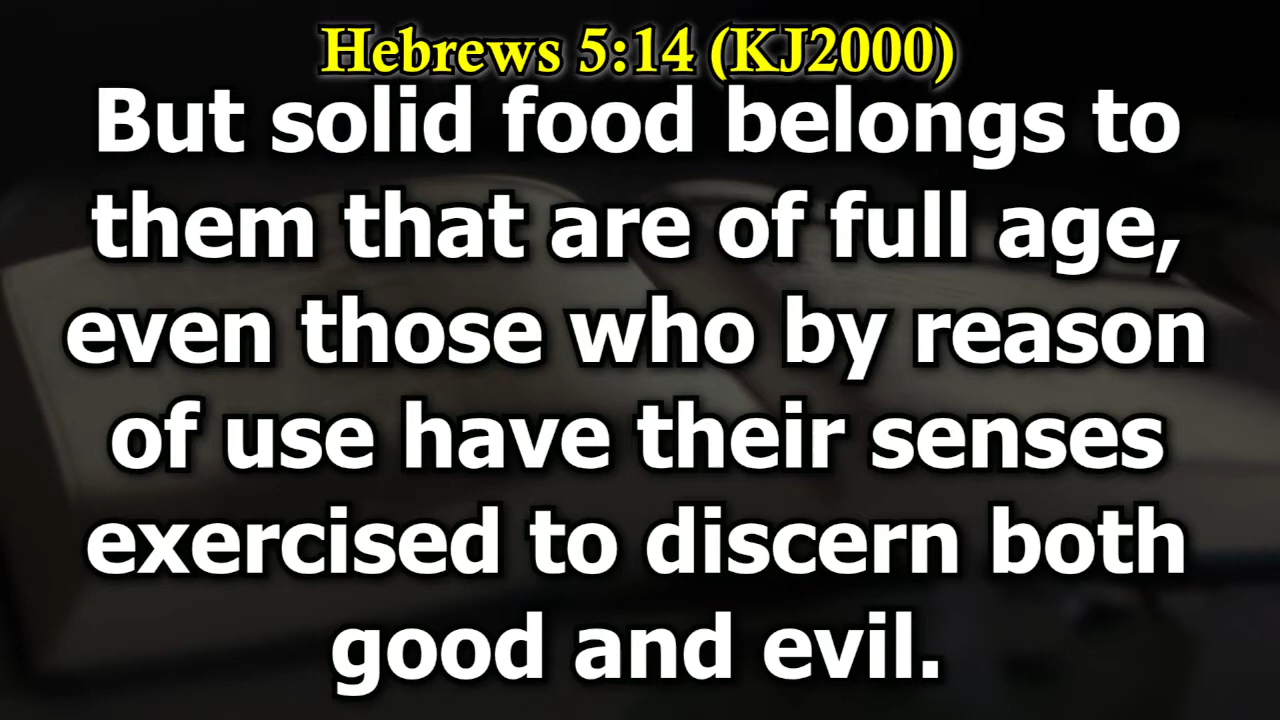 Hebrews 5:14 (KJ2000)
But solid food belongs to
them that are of full age,
even those who by reason
of use have their senses
exercised to discern both
good and evil.